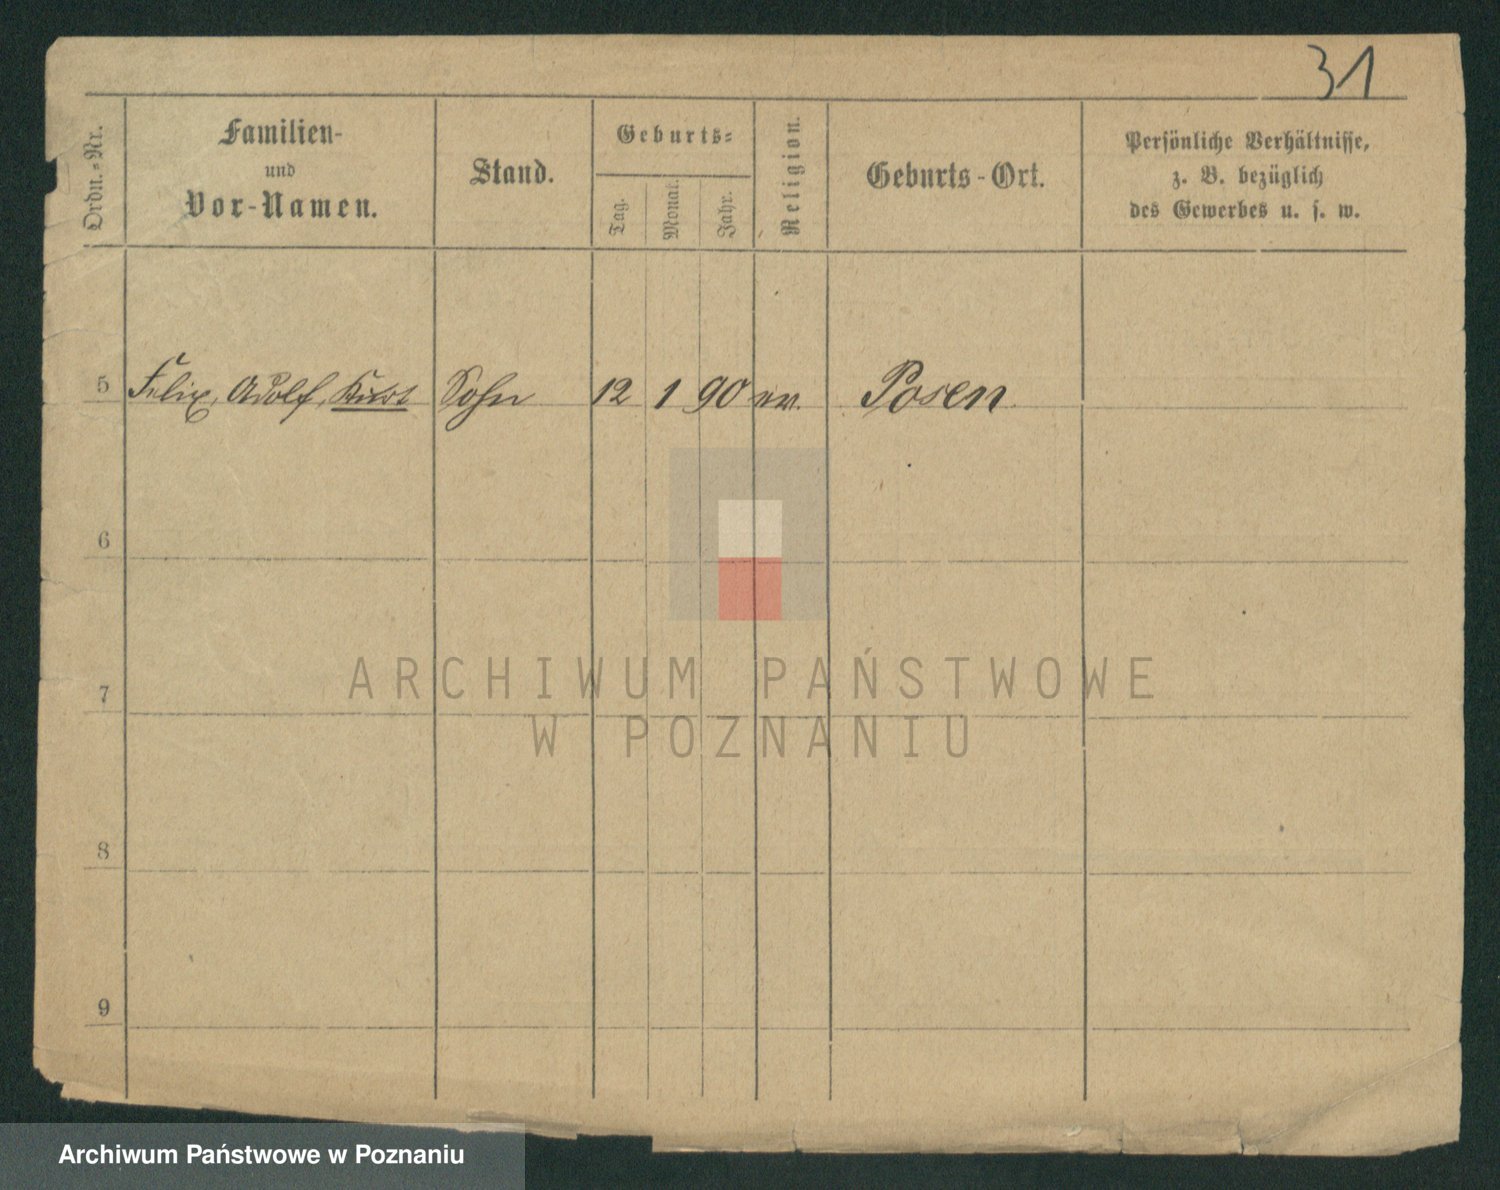 31
Ordn.-Nr.
Familien-
und
Vor-Namen.
Stand.
Geburts-
Tag.
Monat.
Jahr.
Religion.
Geburts-Ort.
Persönliche Verhältnisse,
z. B. bezüglich
des Gewerbes u. s. w.
5 Felix, Adolf, Kurt Sohn 12 1 90 ev. Posen
6
7
8
9
ARCHIWUM PAŃSTWOWE
W POZNANIU
Archiwum Państwowe w Poznaniu